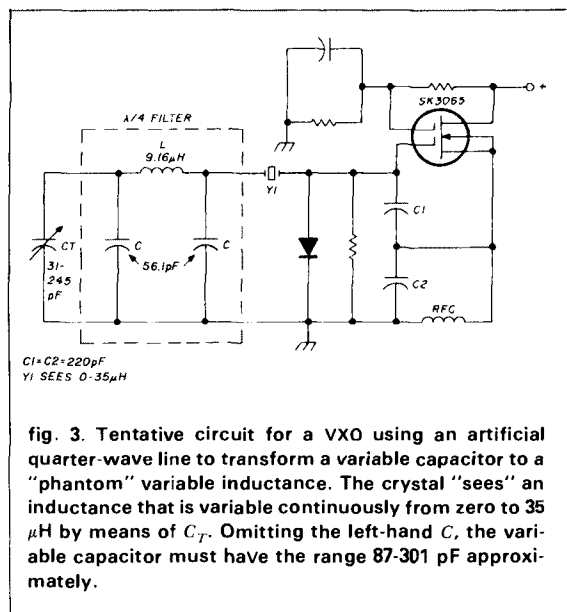 SK3065
+
λ/4 FILTER
L
9.16μH
Y1
CT
31-
245
pF
C
56.1pF
C
C1
C2
RFC
C1=C2=220pF
Y1 SEES 0-35μH
fig. 3. Tentative circuit for a VXO using an artificial
quarter-wave line to transform a variable capacitor to a
"phantom" variable inductance. The crystal "sees" an
inductance that is variable continuously from zero to 35
μH by means of CT. Omitting the left-hand C, the vari-
able capacitor must have the range 87-301 pF approxi-
mately.